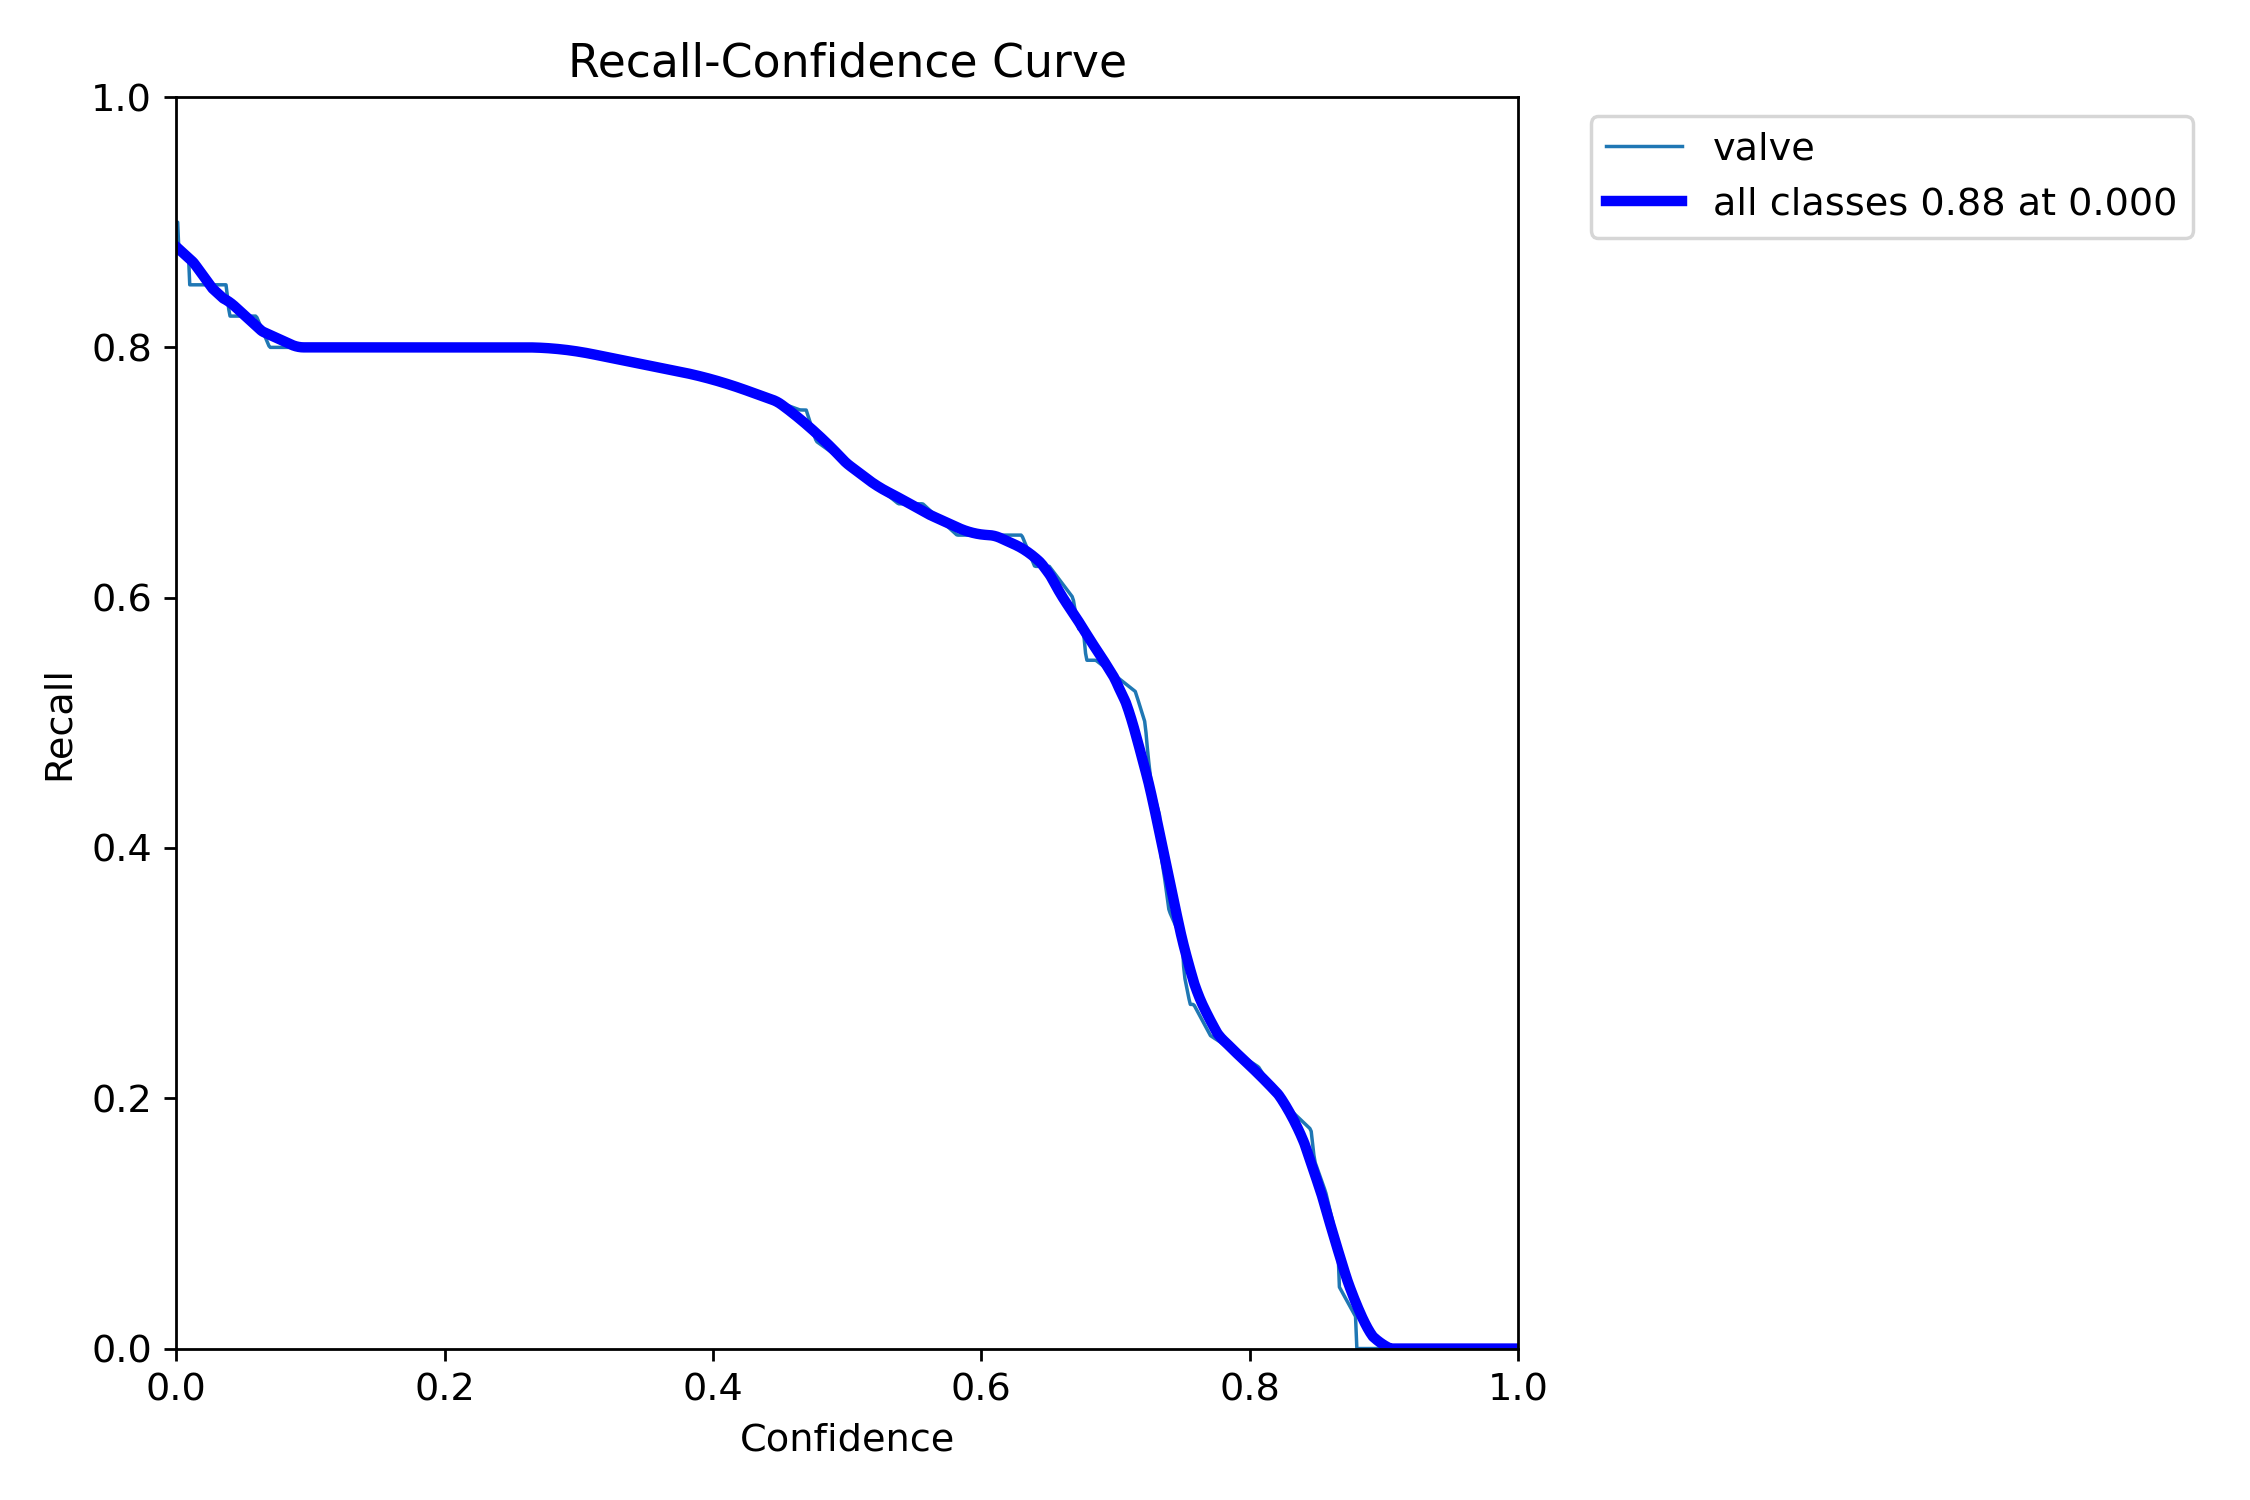 Recall-Confidence Curve
1.0
0.8
0.6
0.4
0.2
0.0
Recall
0.0 0.2 0.4 0.6 0.8 1.0
Confidence
valve
all classes 0.88 at 0.000